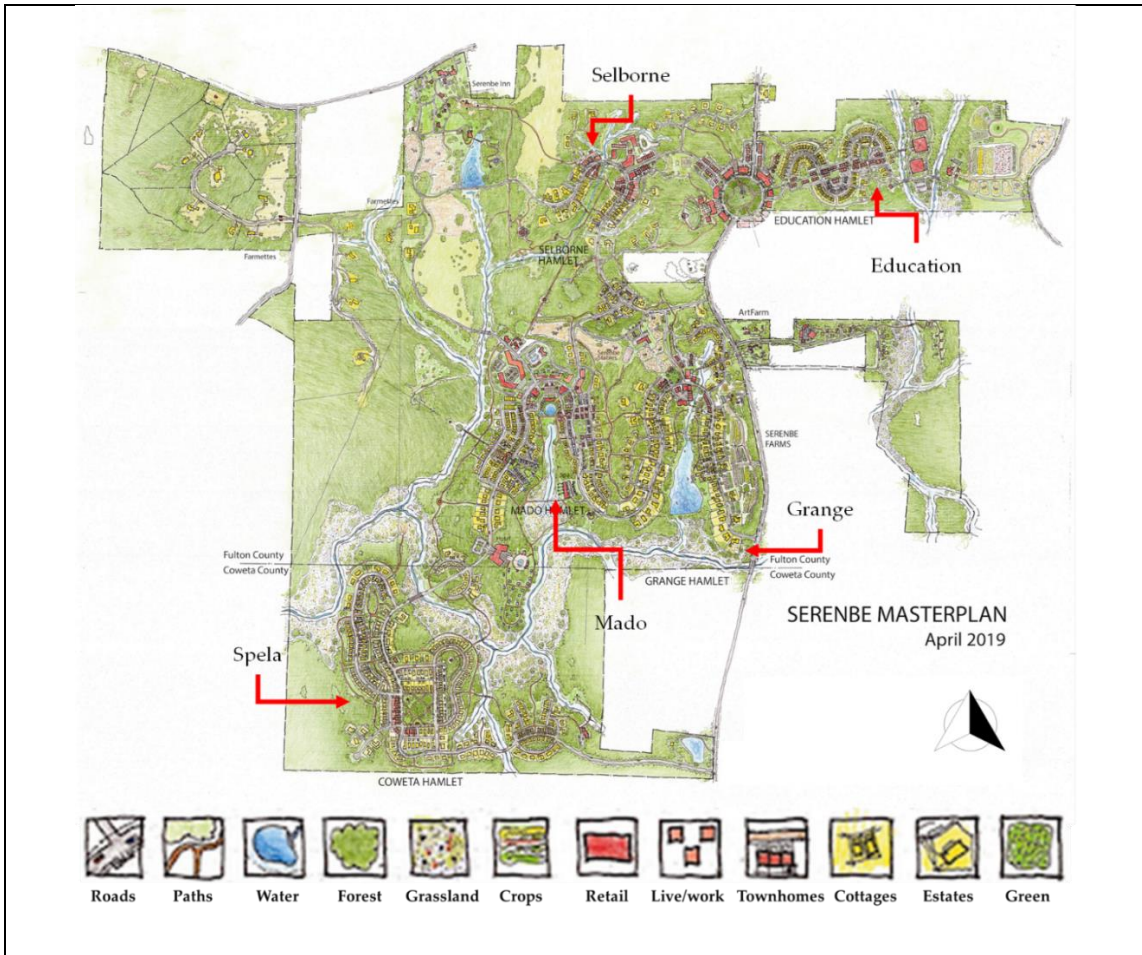 Selborne
Serenbe Inn
Farmettes
Farmettes
EDUCATION HAMLET
SELBORNE
HAMLET
Education
ArtFarm
SERENBE
FARMS
MADO HAMLET
Hotel
Grange
Fulton County
Coweta County
Fulton County
Coweta County
GRANGE HAMLET
Mado
SERENBE MASTERPLAN
April 2019
Spela
COWETA HAMLET
Roads Paths Water Forest Grassland Crops Retail Live/work Townhomes Cottages Estates Green